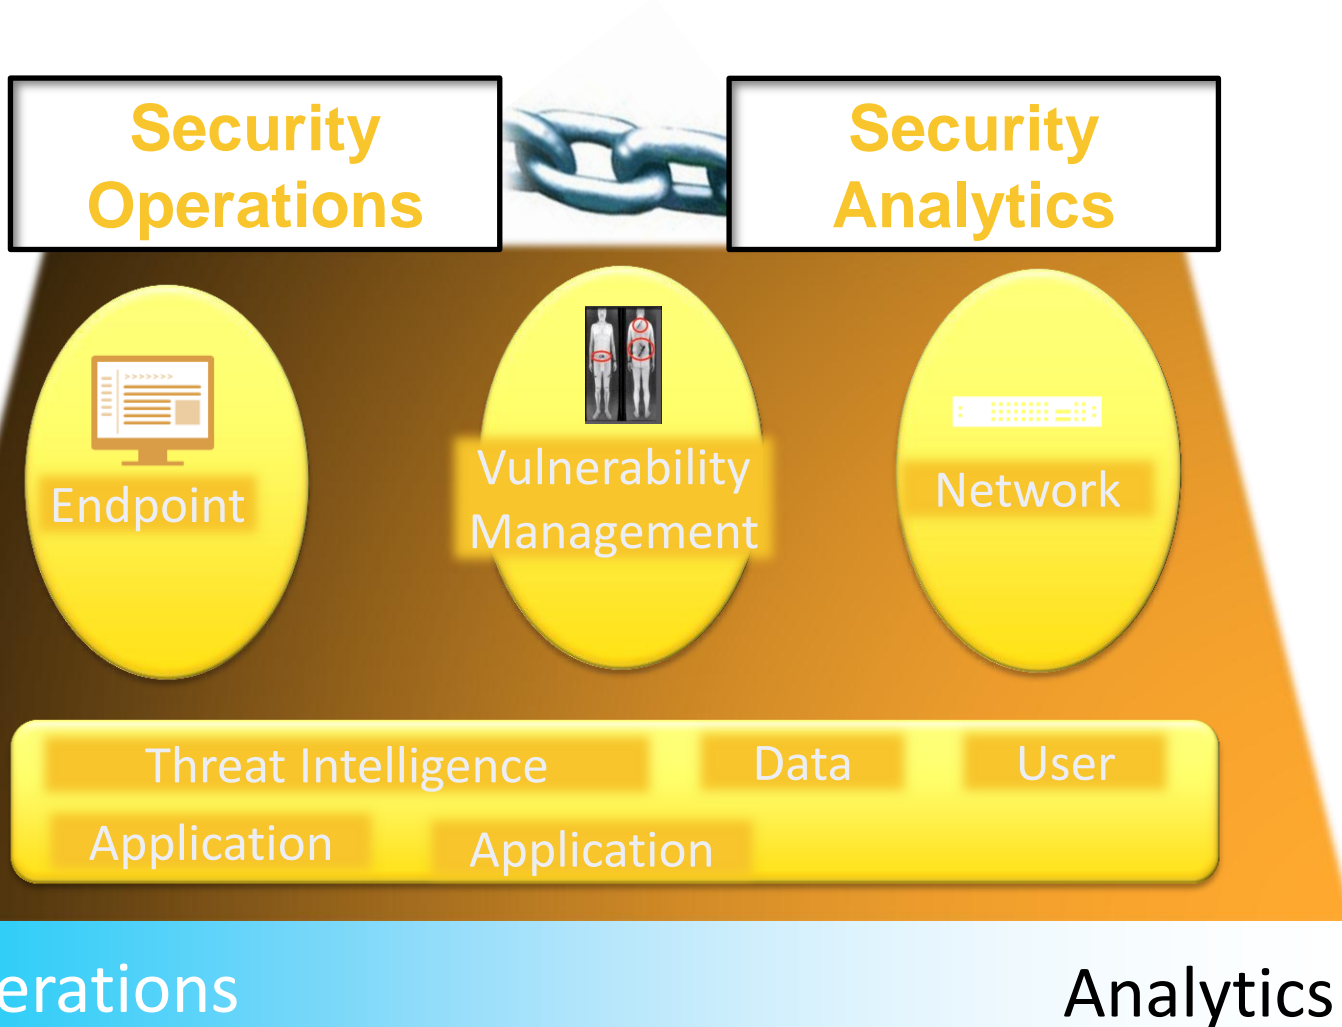 Security
Operations
Security
Analytics
Endpoint
Vulnerability
Management
Network
Threat Intelligence
Data
User
Application
Application
erations
Analytics